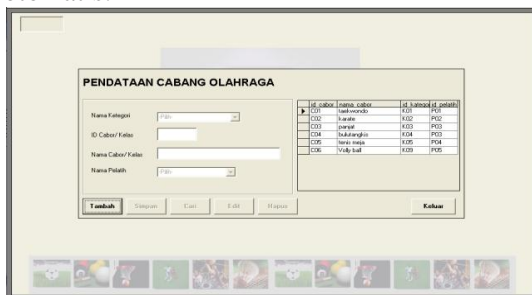 PENDATAAN CABANG OLAHRAGA
Nama Kategori
-Pilih-
ID Cabor/ Kelas
Nama Cabor/ Kelas
Nama Pelatih
-Pilih-
id_cabor nama_cabor id_kategori id_pelatih
C01 taekwondo K01 P01
C02 karate K02 P02
C03 panjat K03 P03
C04 bulutangkis K04 P03
C05 tenis meja K05 P04
C06 Volly ball K09 P05
Tambah Simpan Cari Edit Hapus Keluar